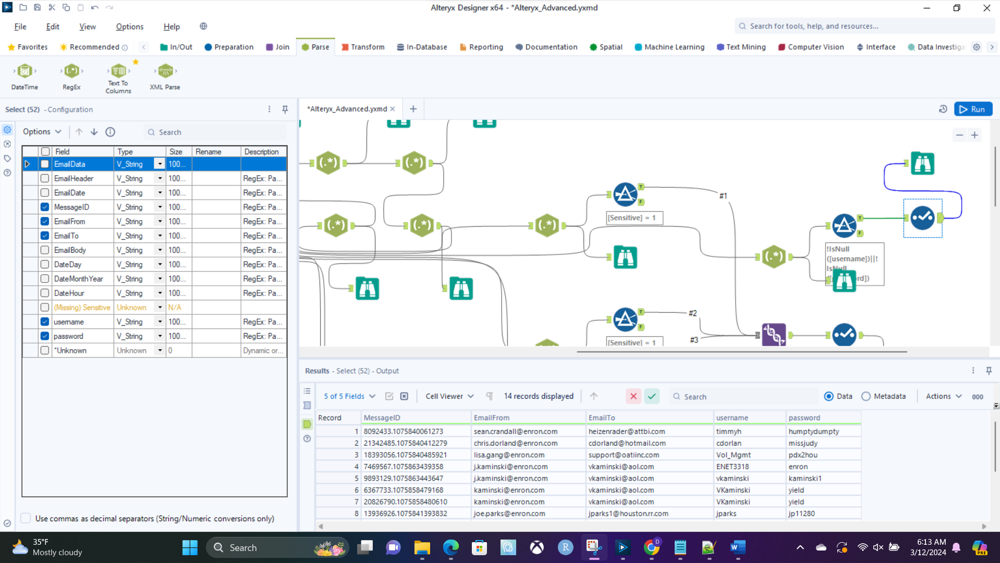 Alteryx Designer x64 - *Alteryx_Advanced.yxmd
File Edit View Options Help
Search for tools, help, and resources...
Favorites Recommended In/Out Preparation Join Parse Transform In-Database Reporting Documentation Spatial Machine Learning Text Mining Computer Vision Interface Data Investiga
DateTime RegEx Text To Columns XML Parse
Select (52) - Configuration
*Alteryx_Advanced.yxmd
Run
Options Search
Field Type Size Rename Description
EmailData V_String 100...
EmailHeader V_String 100... RegEx: Pa...
EmailDate V_String 100... RegEx: Pa...
MessageID V_String 100... RegEx: Pa...
EmailFrom V_String 100... RegEx: Pa...
EmailTo V_String 100... RegEx: Pa...
EmailBody V_String 100... RegEx: Pa...
DateDay V_String 100... RegEx: Pa...
DateMonthYear V_String 100... RegEx: Pa...
DateHour V_String 100... RegEx: Pa...
(Missing) Sensitive Unknown N/A
username V_String 100... RegEx: Pa...
password V_String 100... RegEx: Pa...
*Unknown Unknown 0 Dynamic or...
Use commas as decimal separators (String/Numeric conversions only)
(.*) (.*)
(.*) (.*) (.*)
T
F
#1
[Sensitive] = 1
T
F
(.*)
!IsNull
([username])||!
IsNull
ord])
T
F
#2
#3
[Sensitive] = 1
Results - Select (52) - Output
5 of 5 Fields Cell Viewer 14 records displayed Search Data Metadata Actions 000
Record MessageID EmailFrom EmailTo username password
1 8092433.1075840061273 sean.crandall@enron.com heizenrader@attbi.com timmyh humptydumpty
2 21342485.1075840412279 chris.dorland@enron.com cdorland@hotmail.com cdorlan missjudy
3 18393056.1075840485921 lisa.gang@enron.com support@oatiinc.com Vol_Mgmt pdx2hou
4 7469567.1075863439358 j.kaminski@enron.com vkaminski@aol.com ENET3318 enron
5 9893129.1075863443647 j.kaminski@enron.com vkaminski@aol.com vkaminski kaminski1
6 6367733.1075858479168 kaminski@enron.com vkaminski@aol.com VKaminski yield
7 20826790.1075858480610 kaminski@enron.com vkaminski@aol.com VKaminski yield
8 13936926.1075841393832 joe.parks@enron.com jparks1@houston.rr.com jparks jp11280
35°F
Mostly cloudy
Search
R
D
W
6:13 AM
3/12/2024
PRE